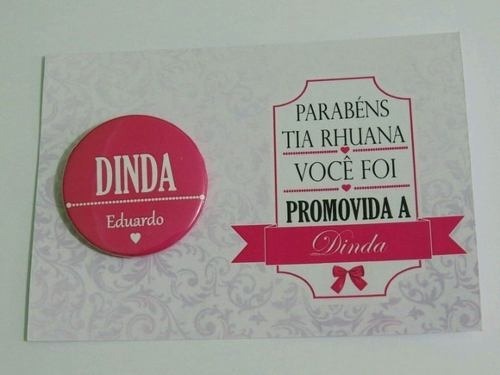 DINDA
Eduardo
PARABÉNS
TIA RHUANA
VOCÊ FOI
PROMOVIDA A
Dinda